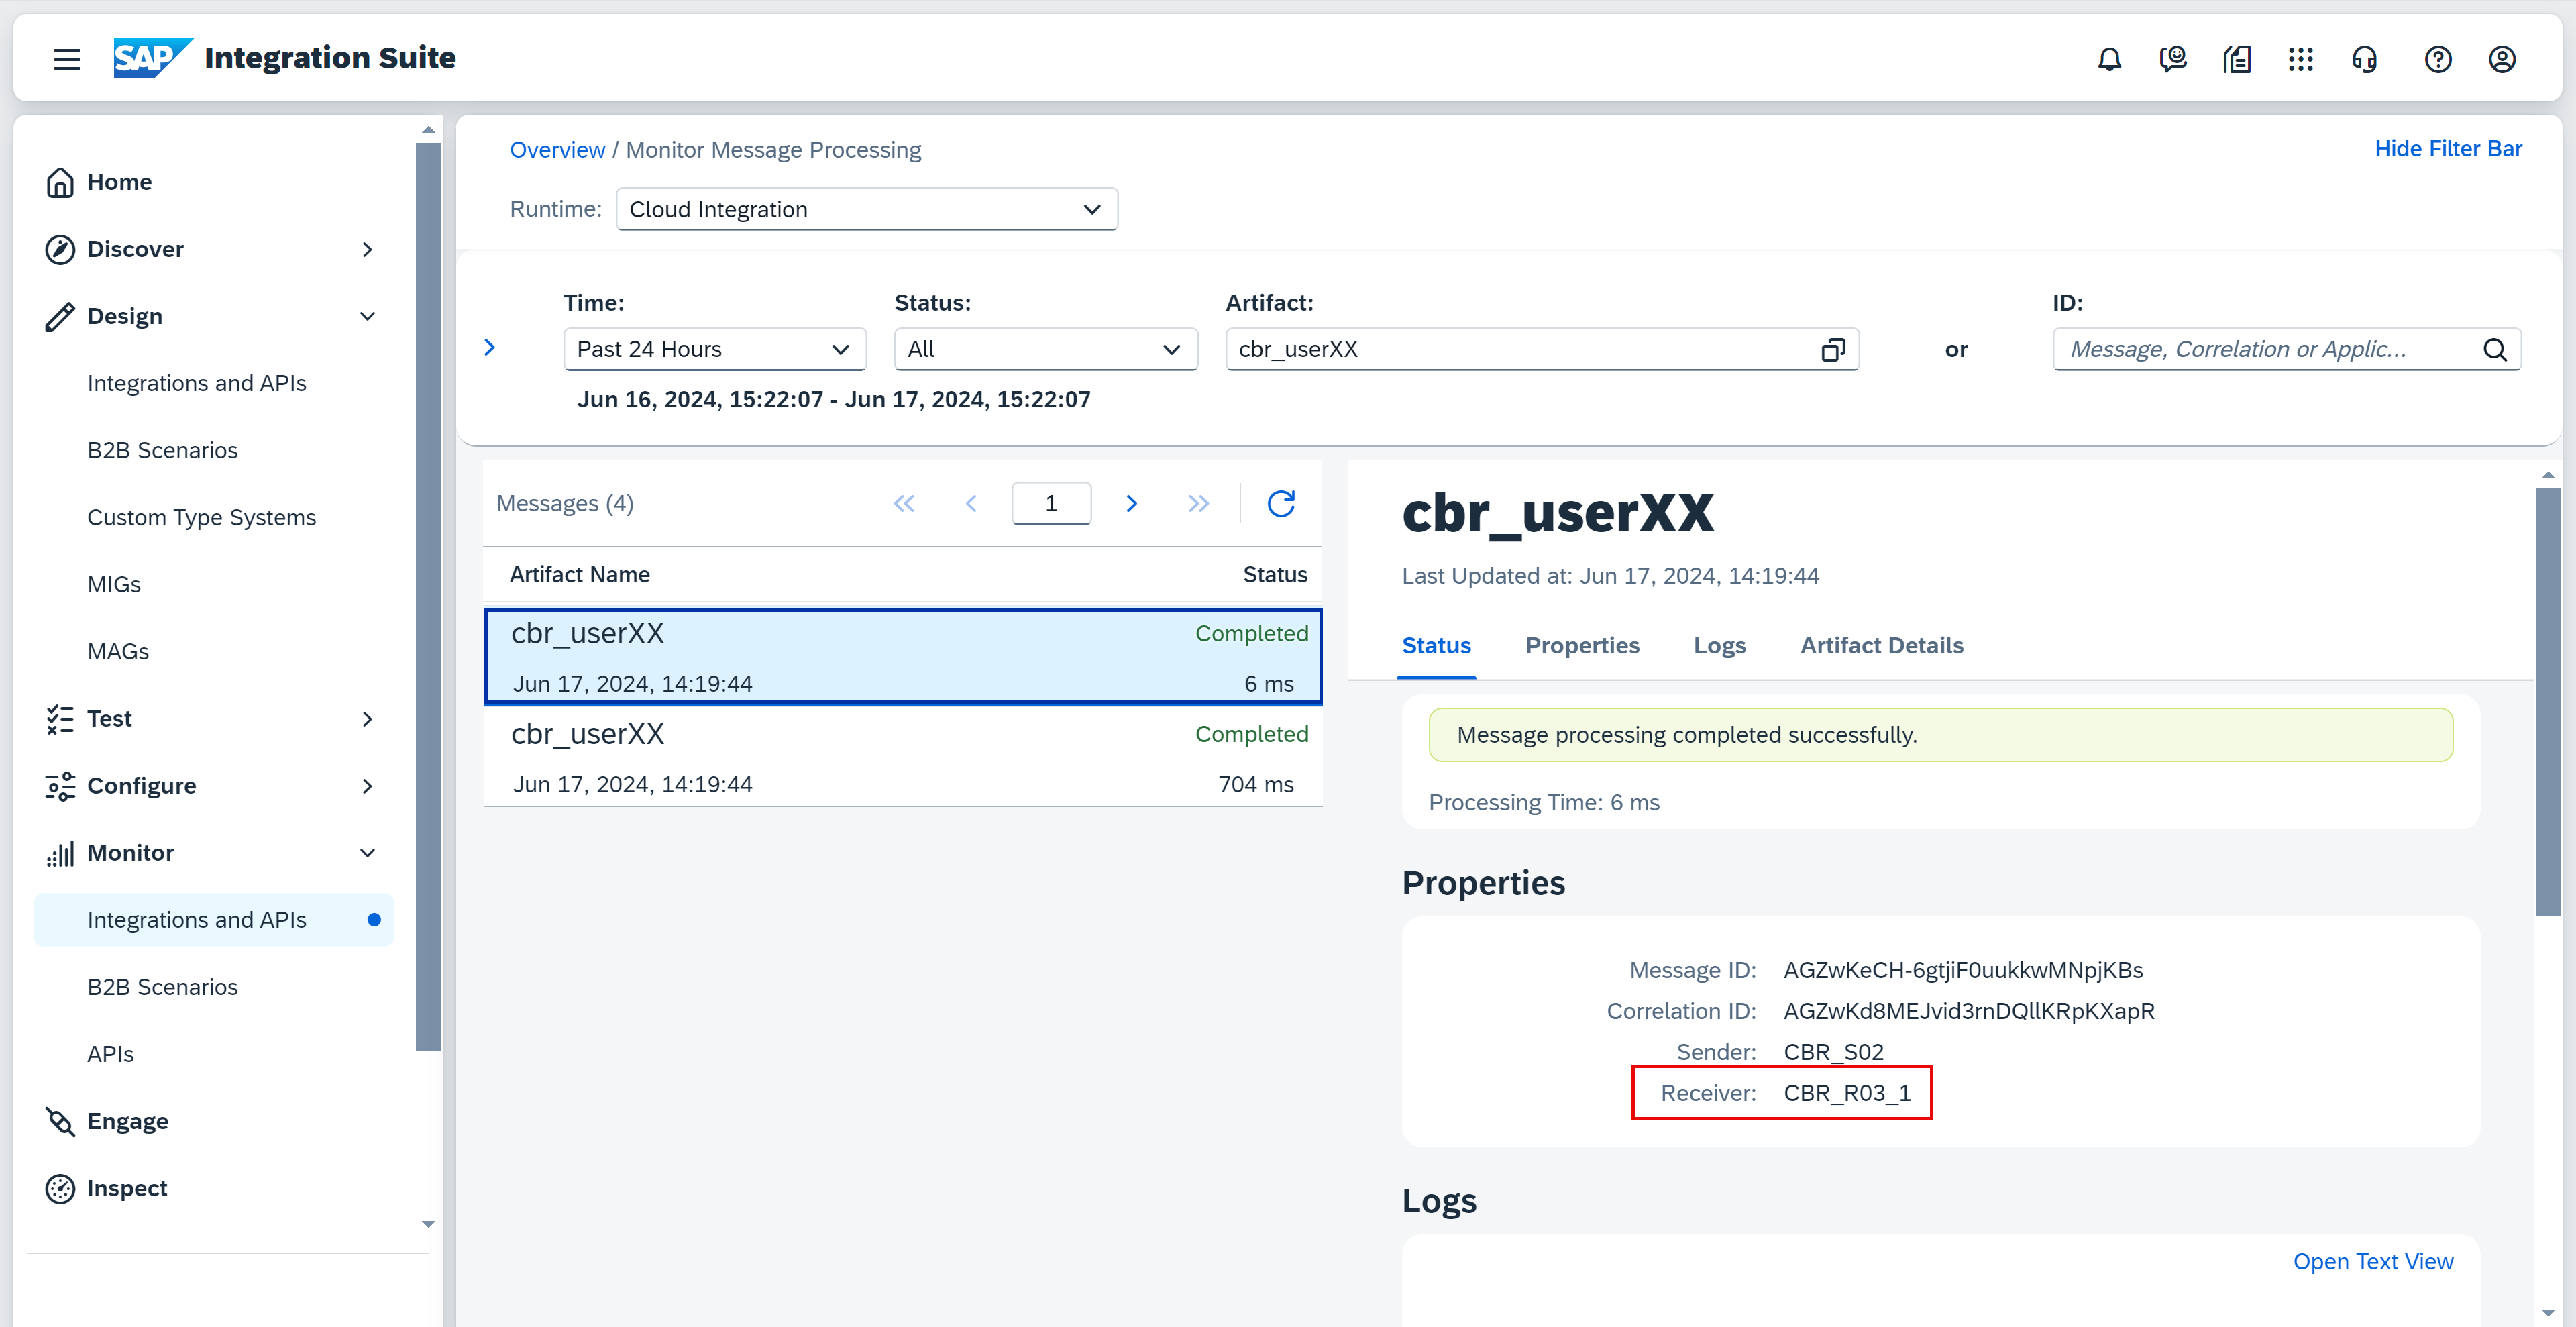 SAP Integration Suite
Home
Discover
Design
Integrations and APIs
B2B Scenarios
Custom Type Systems
MIGs
MAGs
Test
Configure
Monitor
Integrations and APIs
B2B Scenarios
APIs
Engage
Inspect
Overview / Monitor Message Processing
Hide Filter Bar
Runtime: Cloud Integration
Time: Status: Artifact: ID:
Past 24 Hours All cbr_userXX or Message, Correlation or Applic...
Jun 16, 2024, 15:22:07 - Jun 17, 2024, 15:22:07
Messages (4) 1
Artifact Name Status
cbr_userXX Completed
Jun 17, 2024, 14:19:44 6 ms
cbr_userXX Completed
Jun 17, 2024, 14:19:44 704 ms
cbr_userXX
Last Updated at: Jun 17, 2024, 14:19:44
Status Properties Logs Artifact Details
Message processing completed successfully.
Processing Time: 6 ms
Properties
Message ID: AGZwKeCH-6gtjiF0uukkwMNpjKBs
Correlation ID: AGZwKd8MEJvid3rnDQllKRpKXapR
Sender: CBR_S02
Receiver: CBR_R03_1
Logs
Open Text View